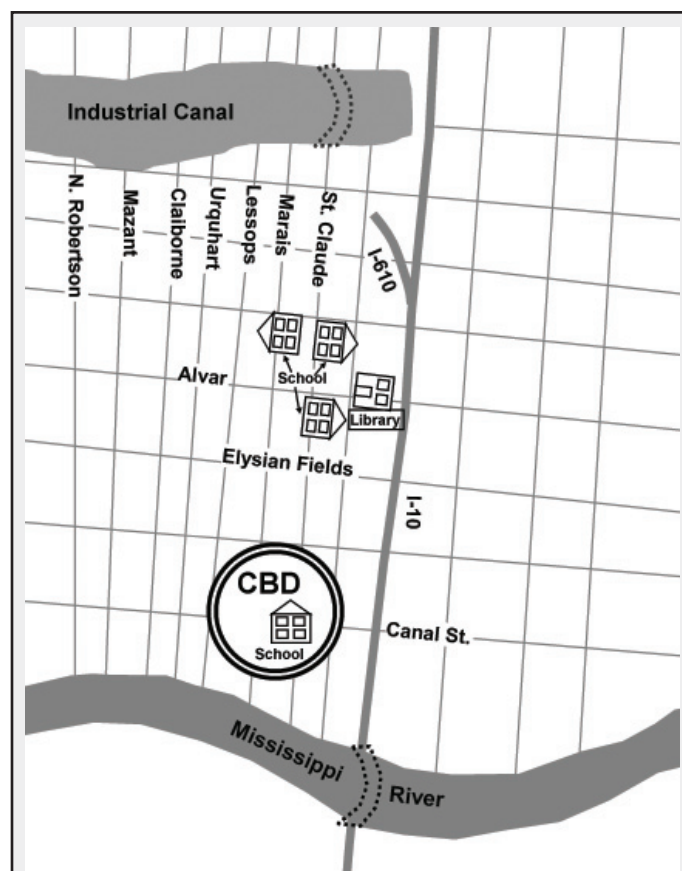 Industrial Canal
N. Robertson
Mazant
Claiborne
Urquhart
Lessops
Marais
St. Claude
I-610
Alvar
School
Library
Elysian Fields
I-10
CBD
School
Canal St.
Mississippi
River